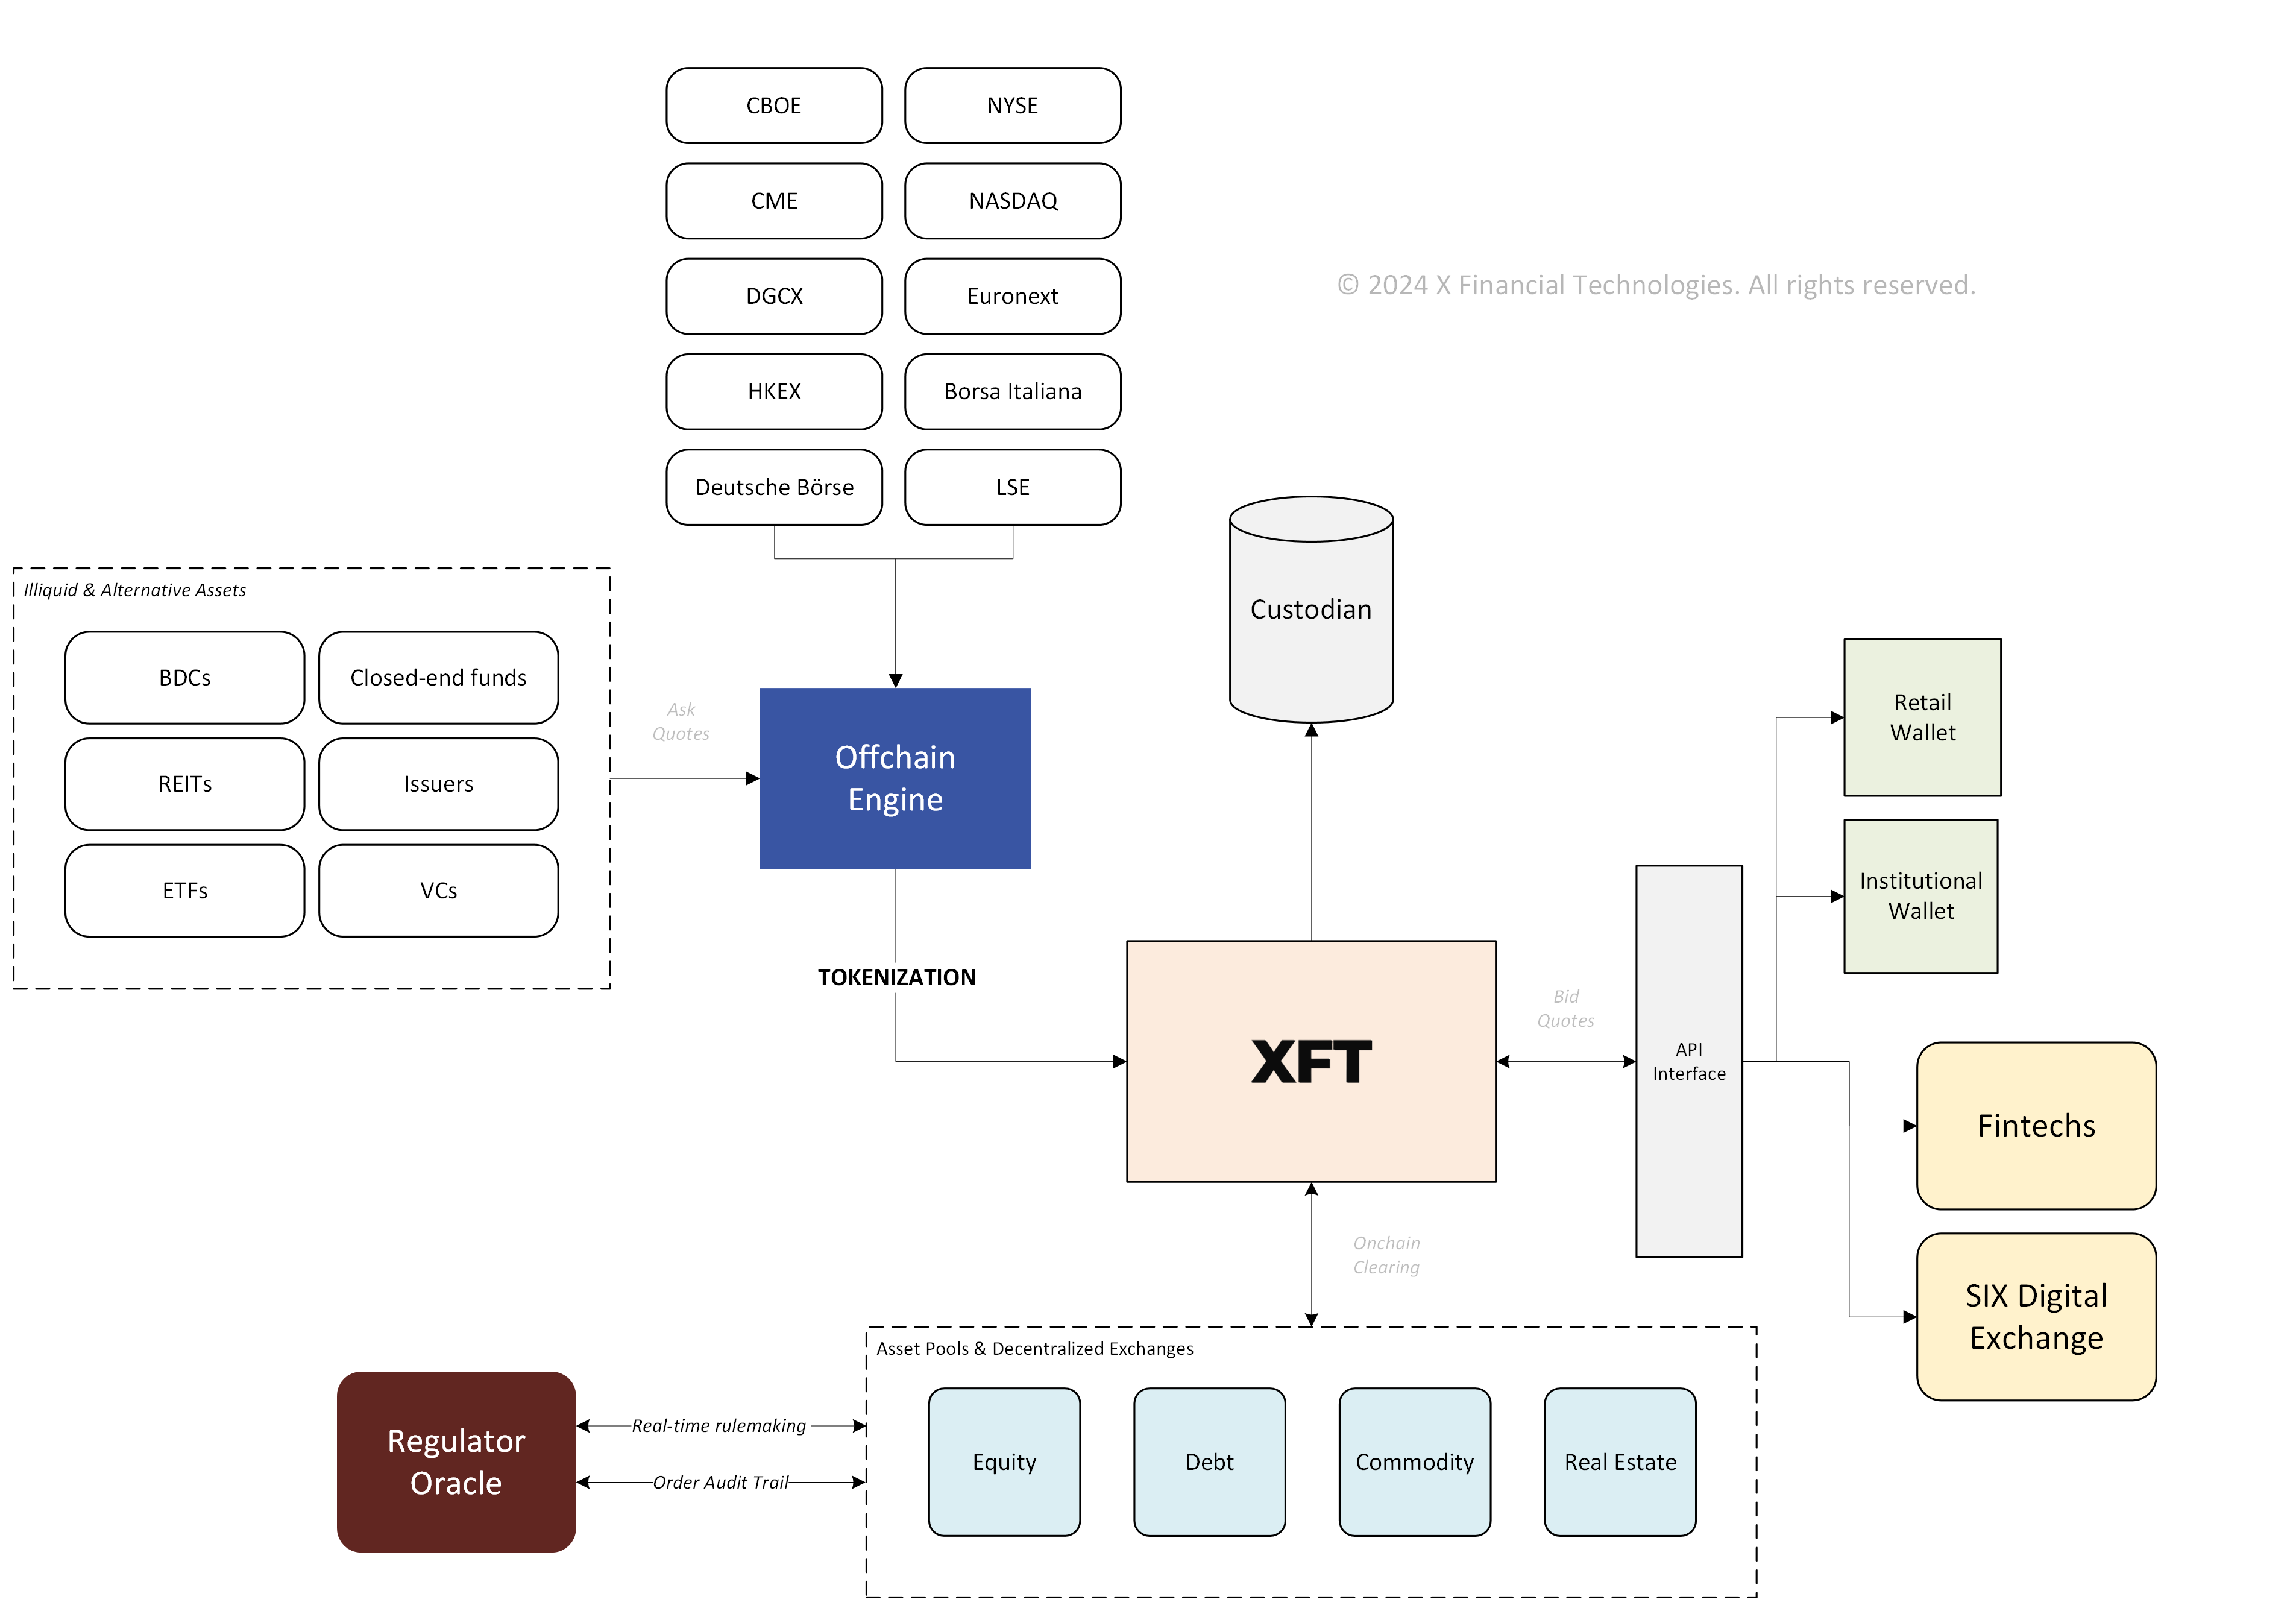 CBOE
NYSE
CME
NASDAQ
DGCX
Euronext
© 2024 X Financial Technologies. All rights reserved.
HKEX
Borsa Italiana
Deutsche Börse
LSE
Illiquid & Alternative Assets
BDCs
Closed-end funds
REITs
Issuers
ETFs
VCs
Ask
Quotes
Offchain
Engine
Custodian
Retail
Wallet
Institutional
Wallet
TOKENIZATION
XFT
Bid
Quotes
API
Interface
Fintechs
SIX Digital
Exchange
Onchain
Clearing
Asset Pools & Decentralized Exchanges
Equity
Debt
Commodity
Real Estate
Regulator
Oracle
Real-time rulemaking
Order Audit Trail